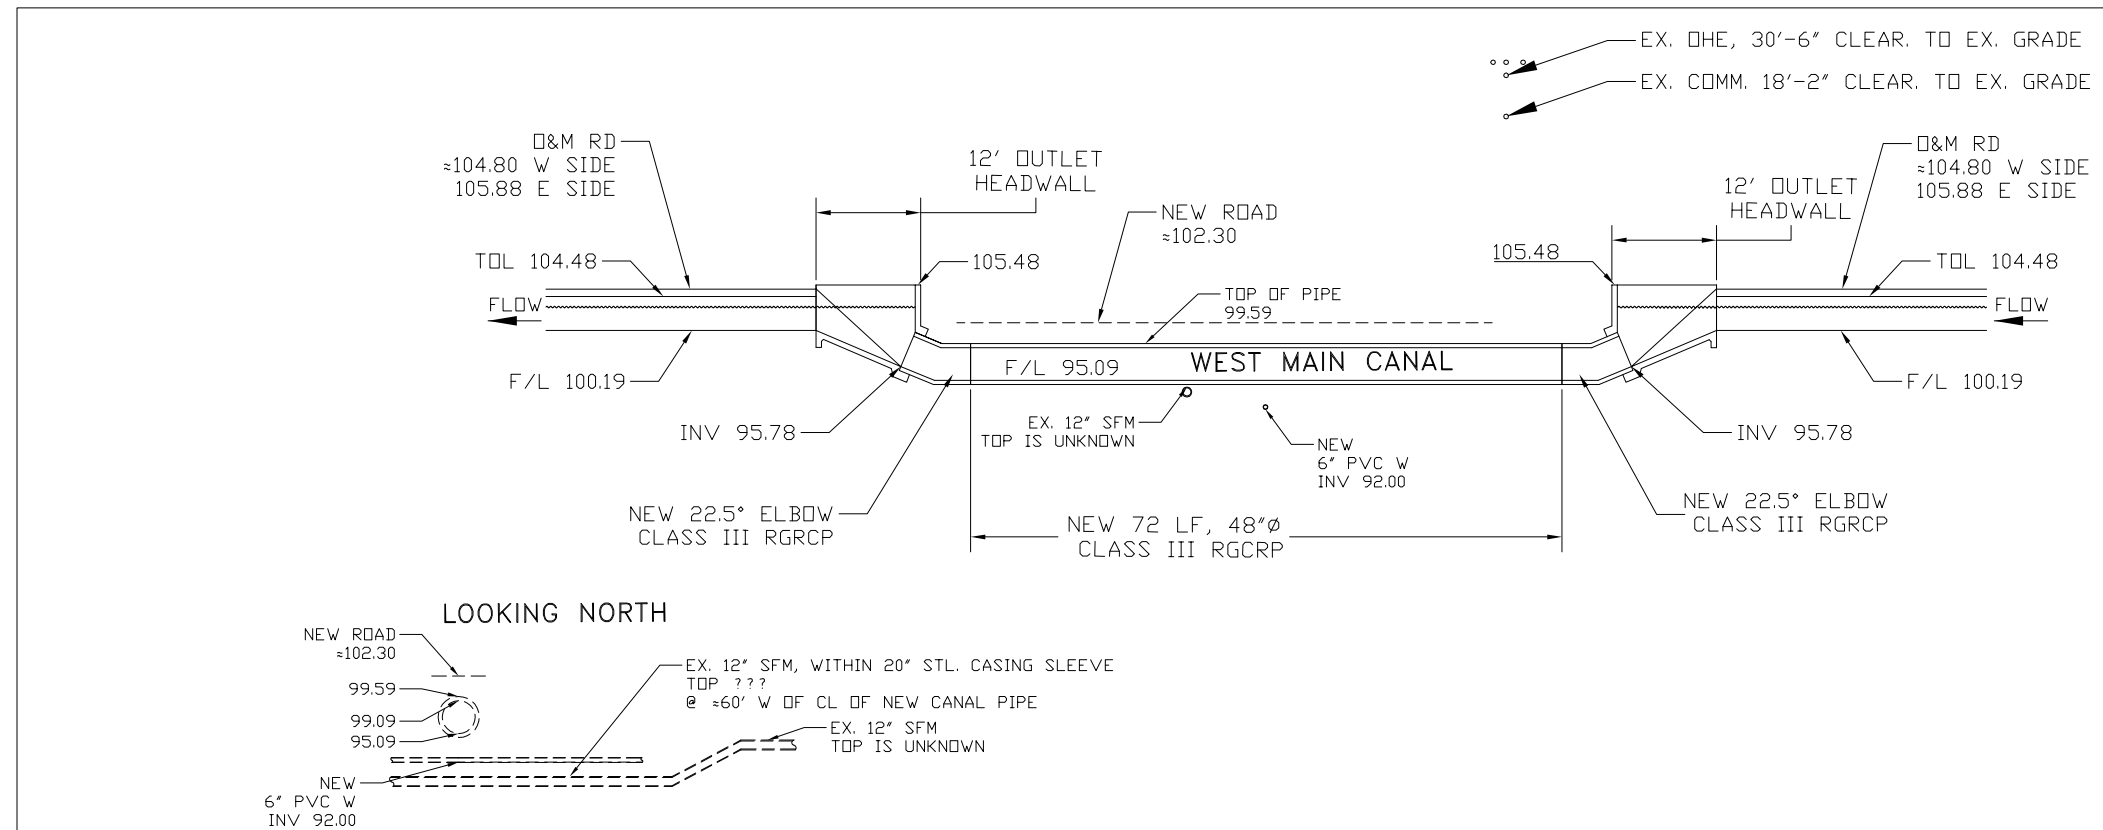 EX. OHE, 30'-6" CLEAR. TO EX. GRADE
EX. COMM. 18'-2" CLEAR. TO EX. GRADE
O&M RD
≈104.80 W SIDE
105.88 E SIDE
12' OUTLET
HEADWALL
NEW ROAD
≈102.30
12' OUTLET
HEADWALL
O&M RD
≈104.80 W SIDE
105.88 E SIDE
TOL 104.48
105.48
105.48
TOL 104.48
FLOW
TOP OF PIPE
99.59
FLOW
F/L 95.09
WEST MAIN CANAL
F/L 100.19
F/L 100.19
INV 95.78
EX. 12" SFM
TOP IS UNKNOWN
NEW
6" PVC W
INV 92.00
INV 95.78
NEW 22.5° ELBOW
CLASS III RGRCP
NEW 72 LF, 48"Ø
CLASS III RGCRP
NEW 22.5° ELBOW
CLASS III RGRCP
LOOKING NORTH
NEW ROAD
≈102.30
99.59
99.09
95.09
EX. 12" SFM, WITHIN 20" STL. CASING SLEEVE
TOP ???
@ ≈60' W OF CL OF NEW CANAL PIPE
EX. 12" SFM
TOP IS UNKNOWN
NEW
6" PVC W
INV 92.00